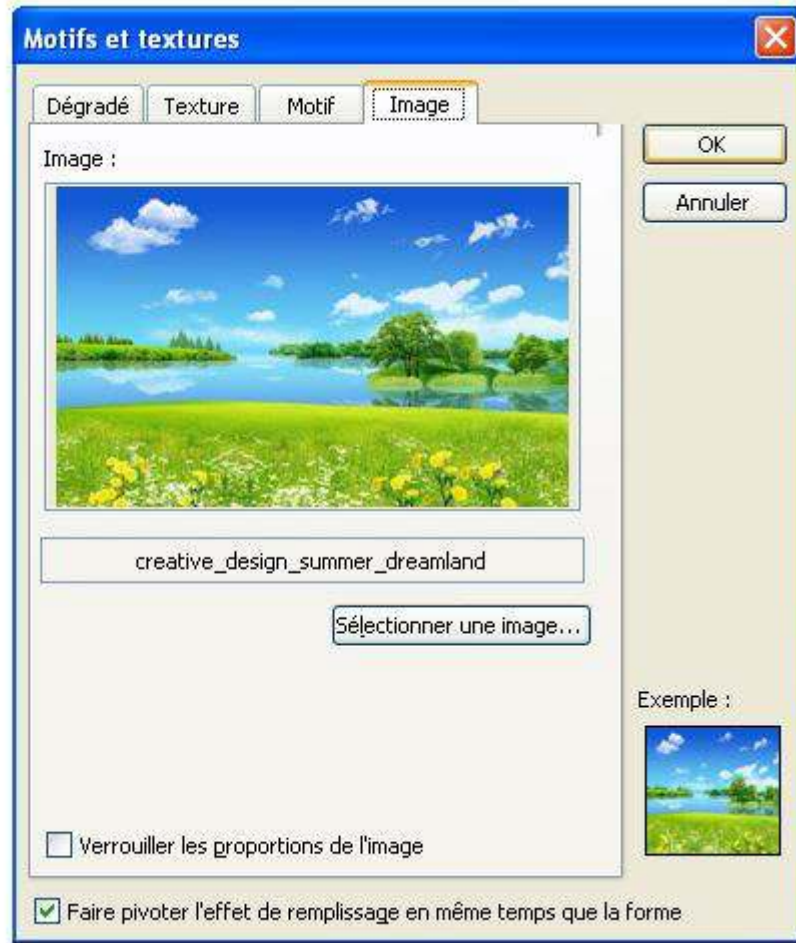 Motifs et textures
Dégradé
Texture
Motif
Image
Image :
OK
Annuler
creative_design_summer_dreamland
Sélectionner une image...
Exemple :
Verrouiller les proportions de l'image
Faire pivoter l'effet de remplissage en même temps que la forme